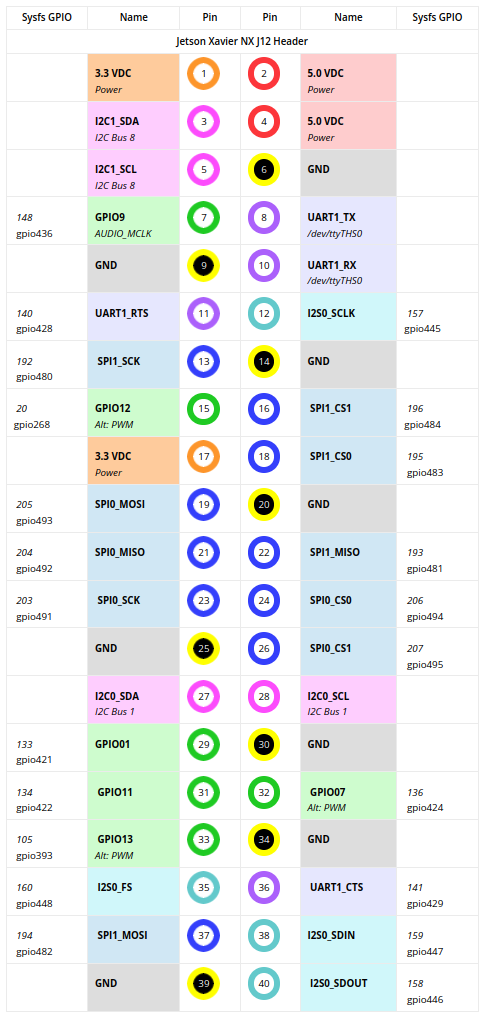 Sysfs GPIO Name Pin Pin Name Sysfs GPIO
Jetson Xavier NX J12 Header
3.3 VDC 1 2 5.0 VDC
Power Power
I2C1_SDA 3 4 5.0 VDC
I2C Bus 8 Power
I2C1_SCL 5 6 GND
I2C Bus 8
148 GPIO9 7 8 UART1_TX
gpio436 AUDIO_MCLK /dev/ttyTHS0
GND 9 10 UART1_RX
/dev/ttyTHS0
140 UART1_RTS 11 12 I2S0_SCLK 157
gpio428 gpio445
192 SPI1_SCK 13 14 GND
gpio480
20 GPIO12 15 16 SPI1_CS1 196
gpio268 Alt: PWM gpio484
3.3 VDC 17 18 SPI1_CS0 195
Power gpio483
205 SPI0_MOSI 19 20 GND
gpio493
204 SPI0_MISO 21 22 SPI1_MISO 193
gpio492 gpio481
203 SPI0_SCK 23 24 SPI0_CS0 206
gpio491 gpio494
GND 25 26 SPI0_CS1 207
gpio495
I2C0_SDA 27 28 I2C0_SCL
I2C Bus 1 I2C Bus 1
133 GPIO01 29 30 GND
gpio421
134 GPIO11 31 32 GPIO07 136
gpio422 Alt: PWM gpio424
105 GPIO13 33 34 GND
gpio393 Alt: PWM
160 I2S0_FS 35 36 UART1_CTS 141
gpio448 gpio429
194 SPI1_MOSI 37 38 I2S0_SDIN 159
gpio482 gpio447
GND 39 40 I2S0_SDOUT 158
gpio446